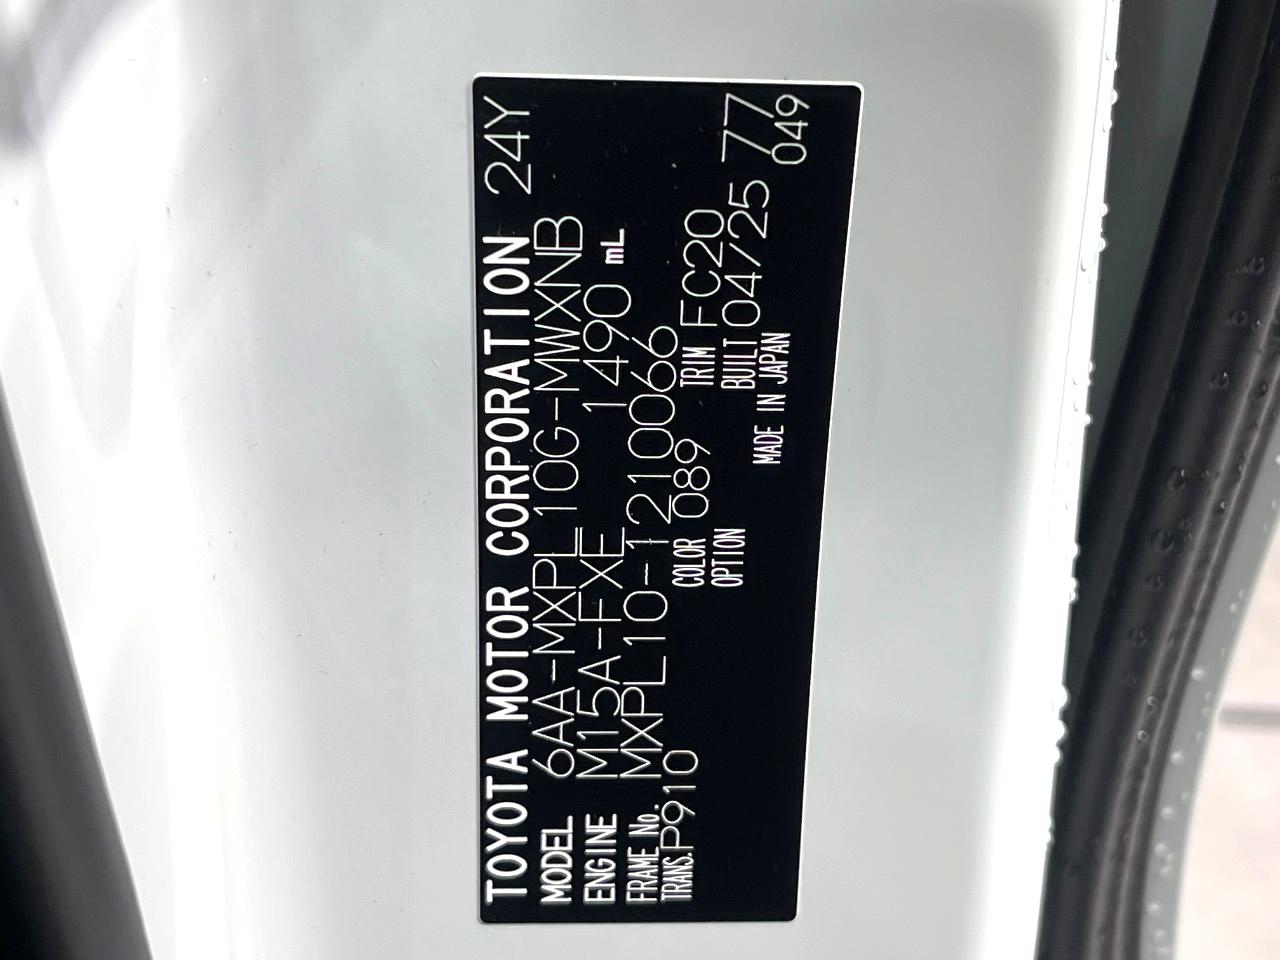 TOYOTA MOTOR CORPORATION 24Y
MODEL 6AA-MXPL10G-MWXNB
ENGINE M15A-FXE 1490 mL
FRAME No. MXPL10-1210066
TRANS. P910 COLOR 089 TRIM FC20
OPTION BUILT 04/25 77
MADE IN JAPAN 049